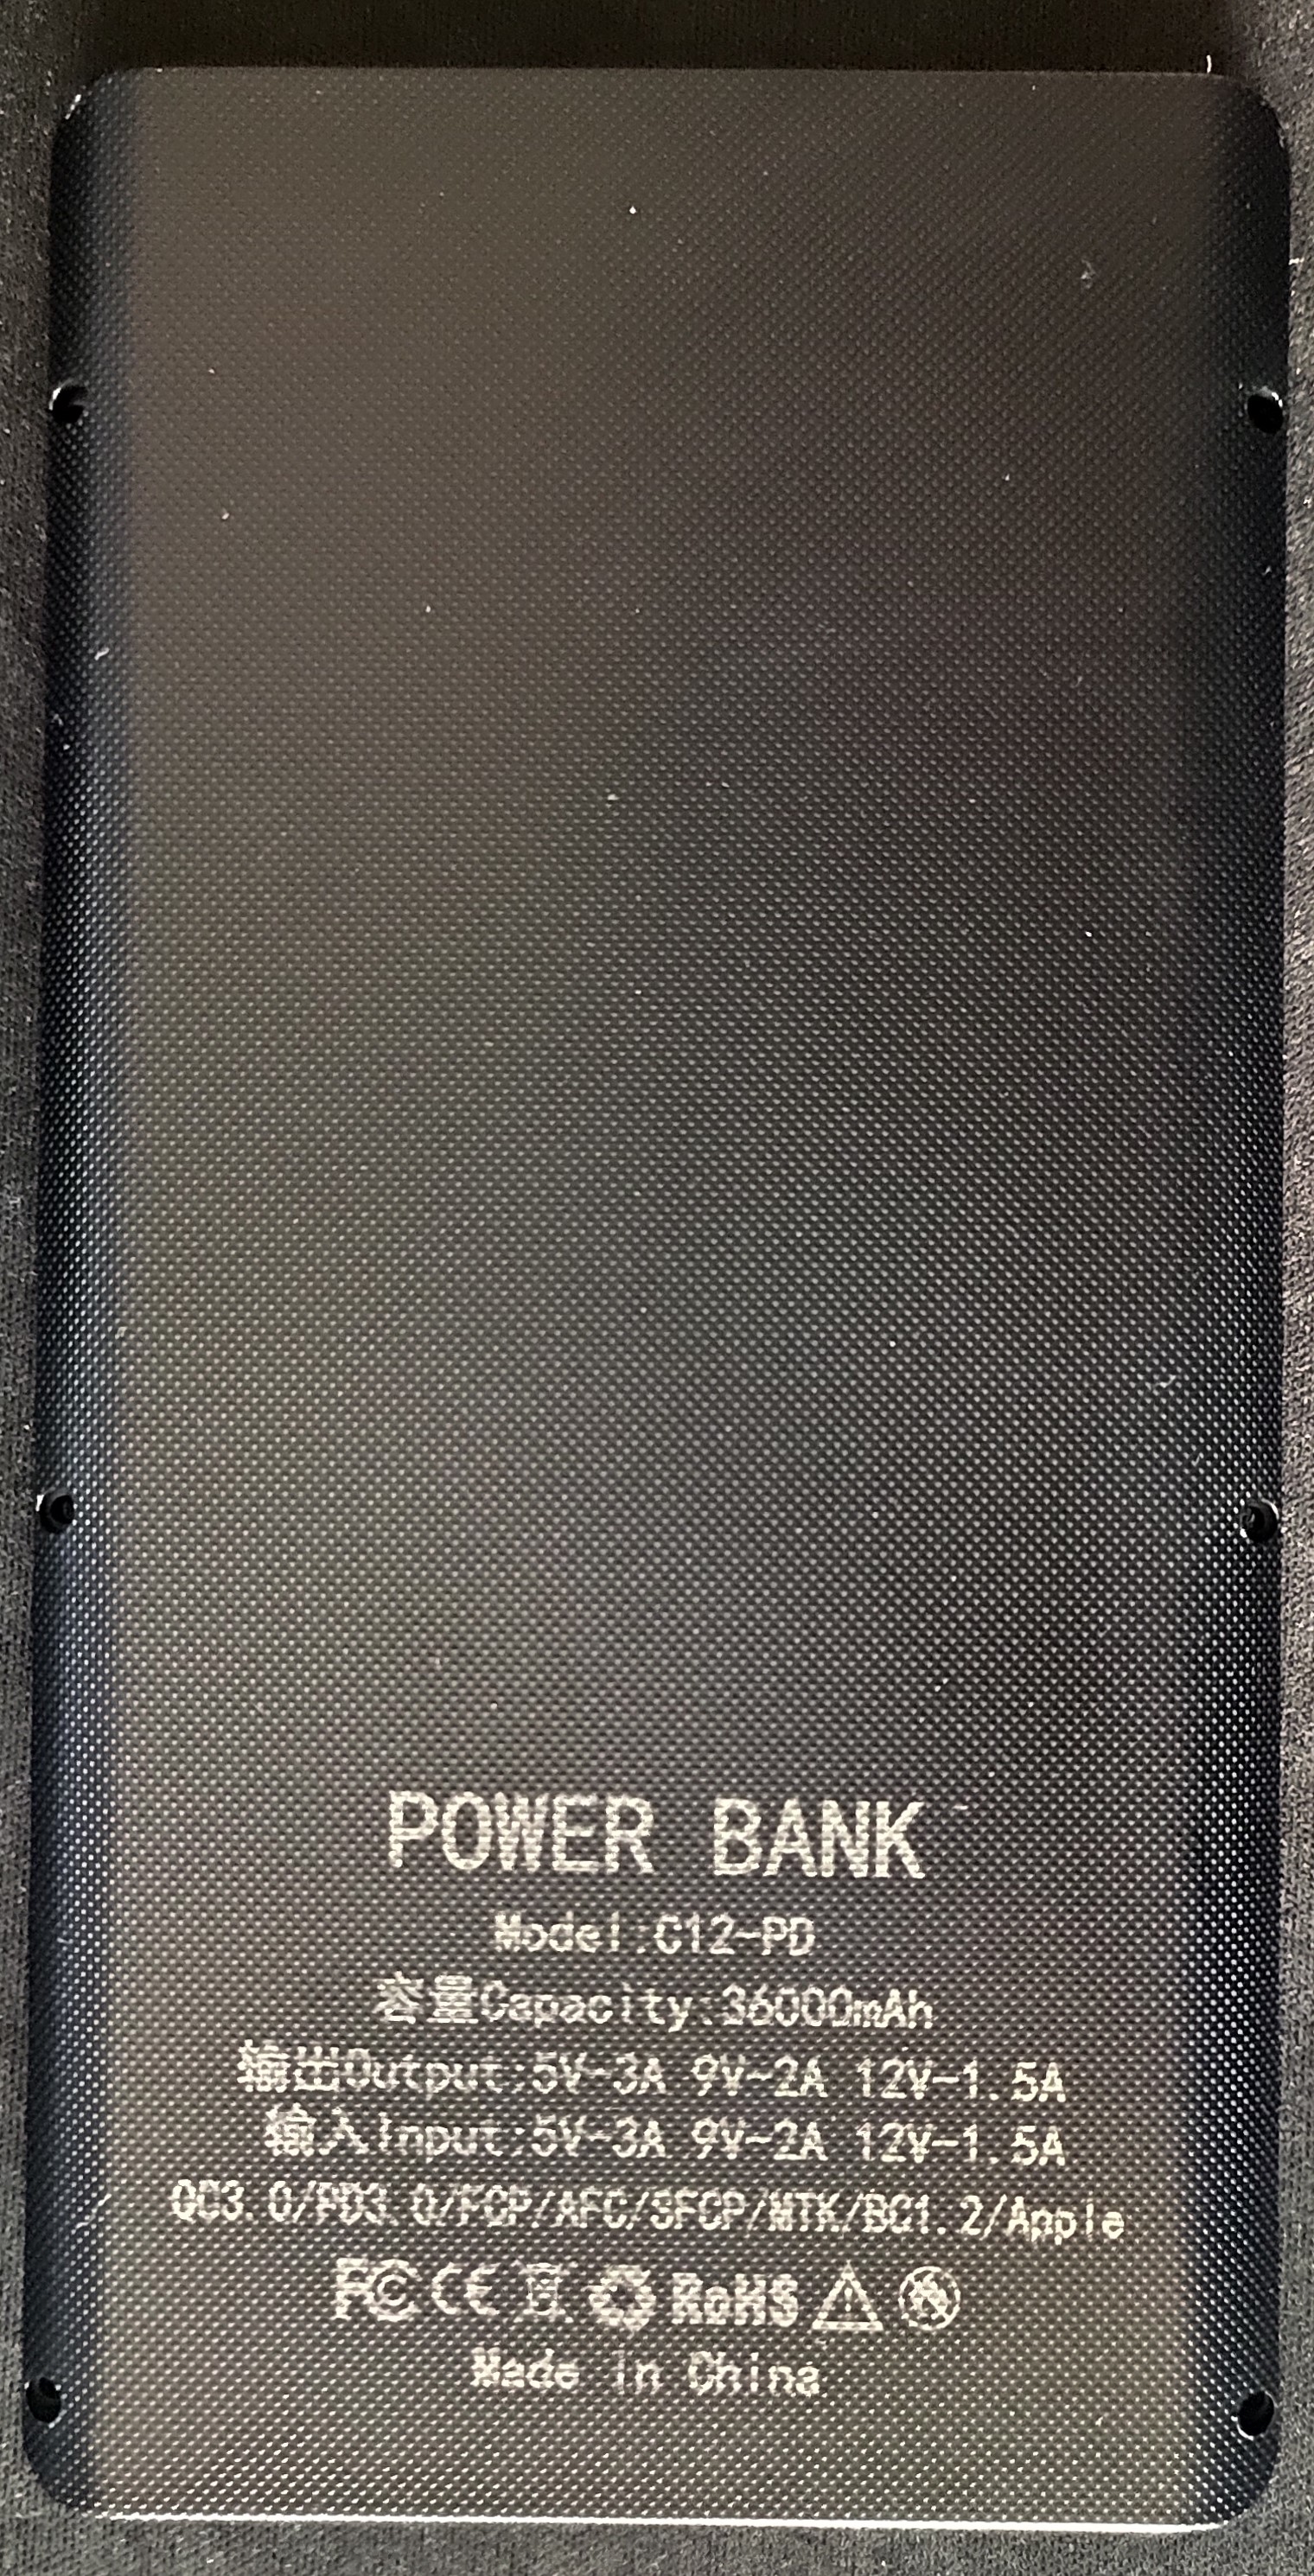 POWER BANK
Model:C12-PD
容量Capacity:36000mAh
输出Output:5V-3A 9V-2A 12V-1.5A
输入Input:5V-3A 9V-2A 12V-1.5A
QC3.0/PD3.0/FCP/AFC/SFCP/MTK/BC1.2/Apple
FC CE RoHS
Made in China